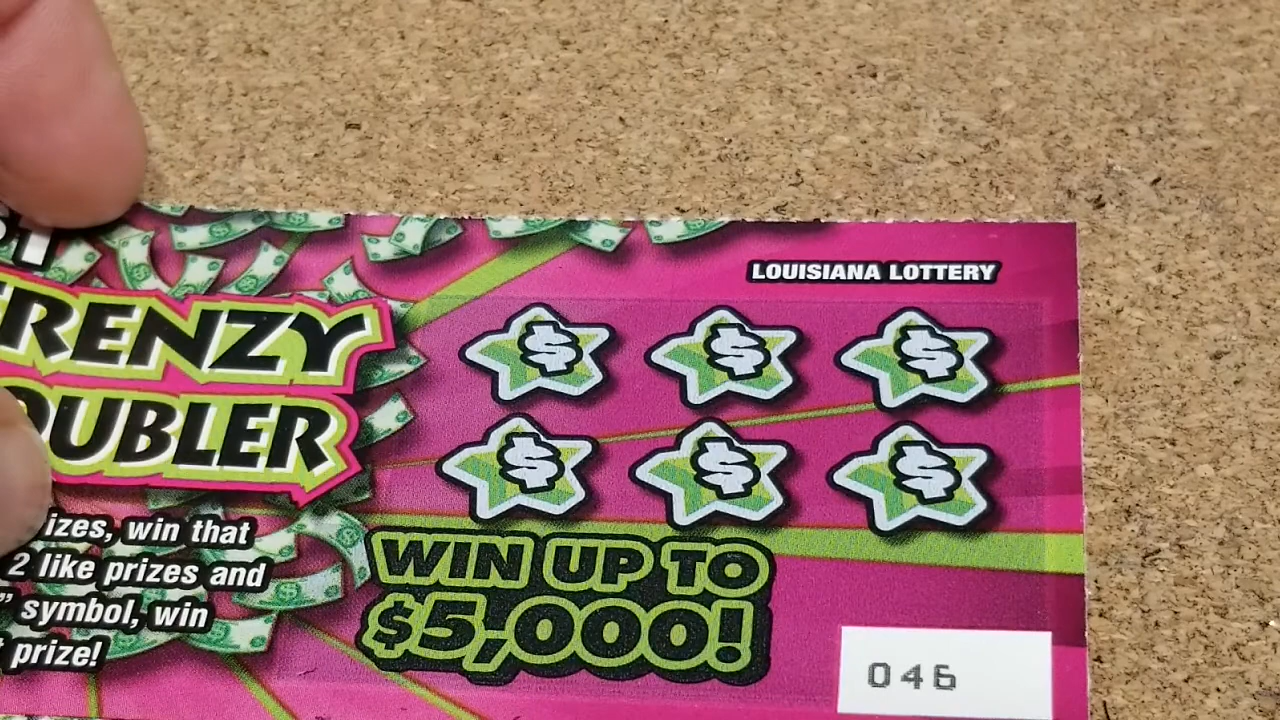 $1
LOUISIANA LOTTERY
RENZY
OUBLER
$ $ $
$ $ $
izes, win that
2 like prizes and
” symbol, win
prize!
WIN UP TO
$5,000!
046